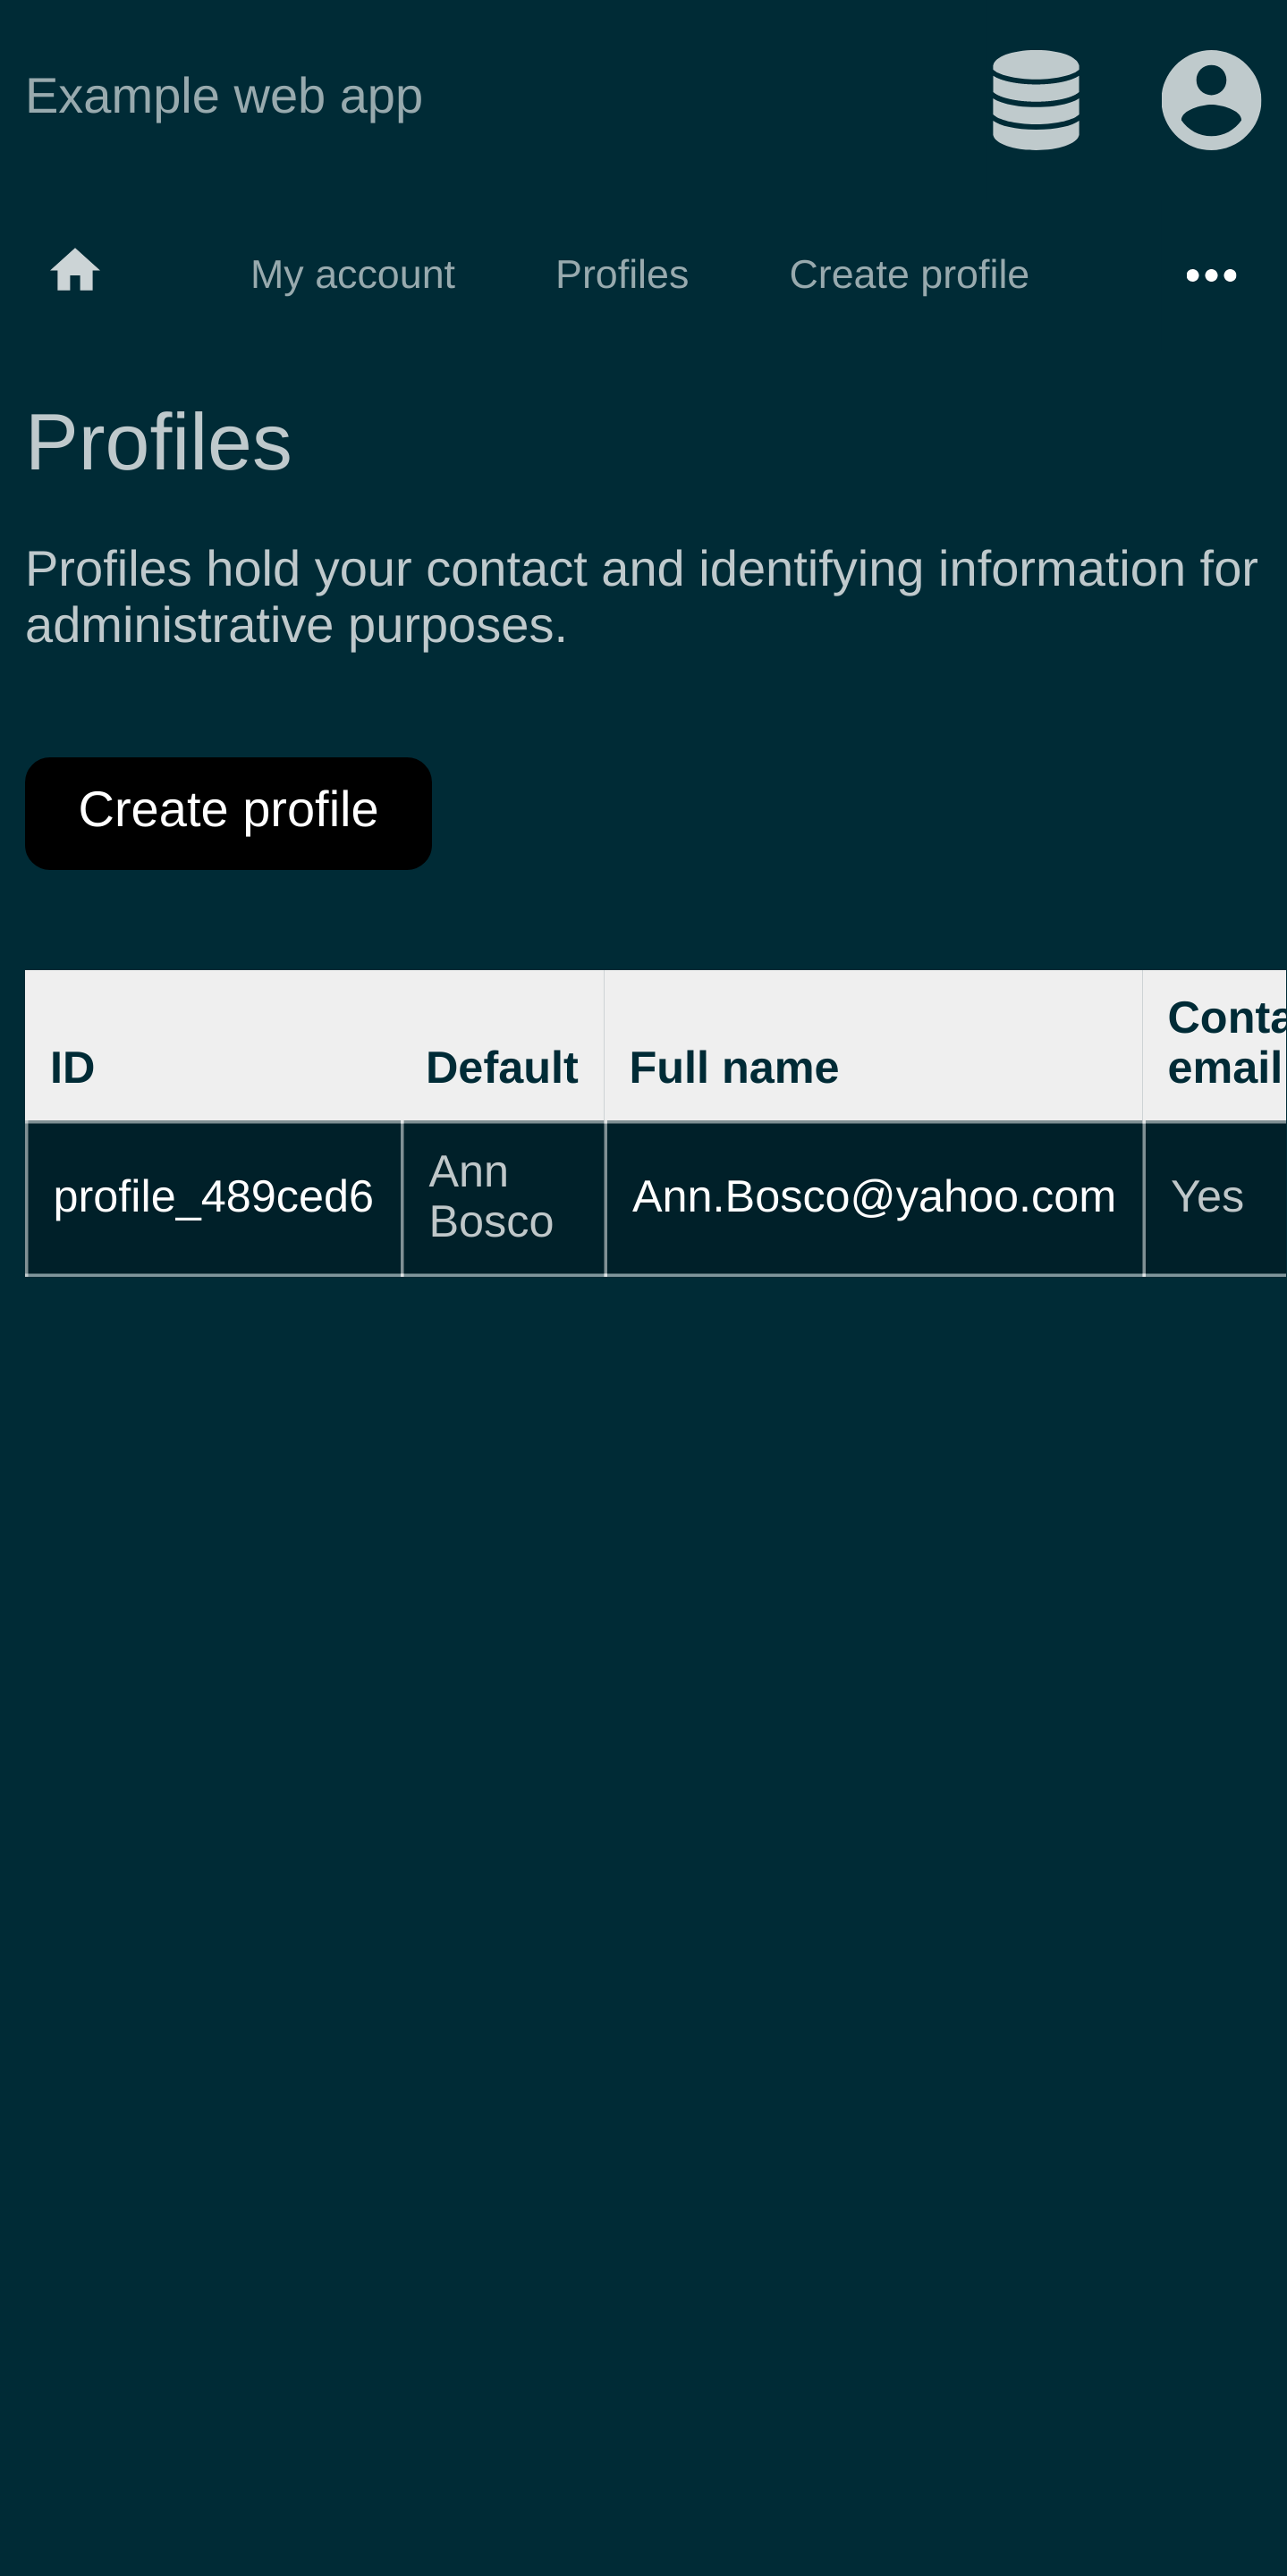 Example web app
My account Profiles Create profile
Profiles
Profiles hold your contact and identifying information for
administrative purposes.
Create profile
ID Default Full name Conta
email
profile_489ced6 Ann
Bosco Ann.Bosco@yahoo.com Yes